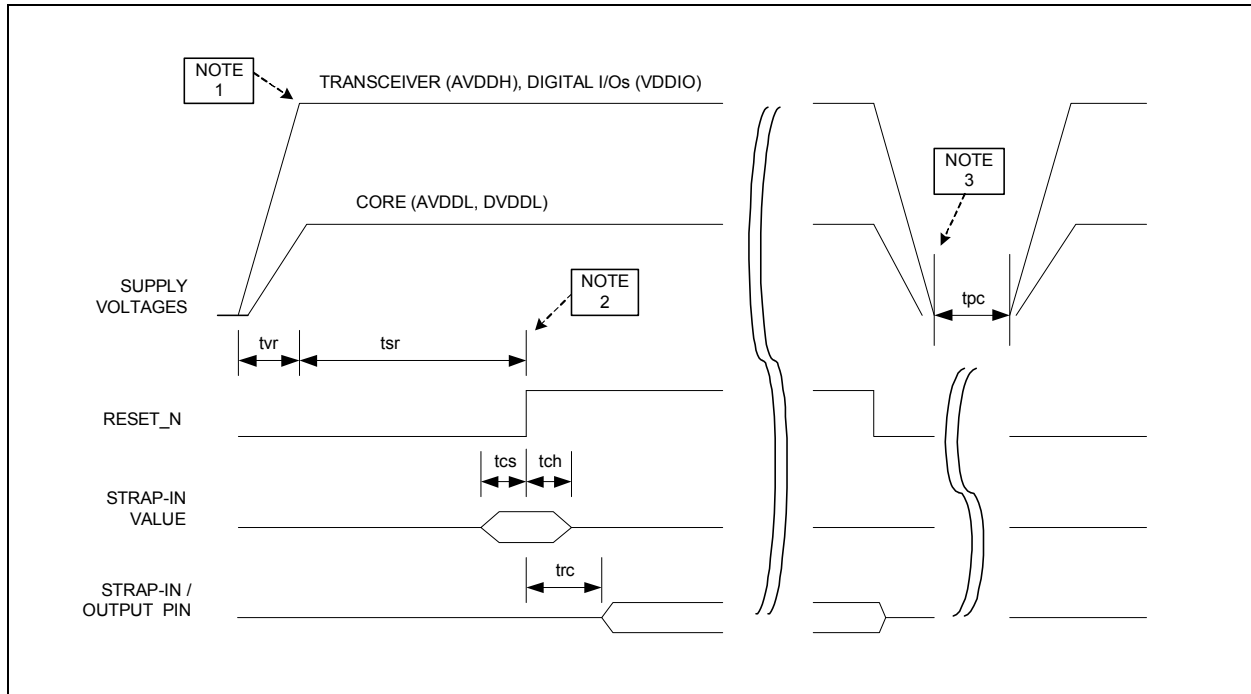 NOTE
1
TRANSCEIVER (AVDDH), DIGITAL I/Os (VDDIO)
NOTE
3
CORE (AVDDL, DVDDL)
SUPPLY
VOLTAGES
NOTE
2
tpc
tvr
tsr
RESET_N
tcs
tch
STRAP-IN
VALUE
trc
STRAP-IN /
OUTPUT PIN